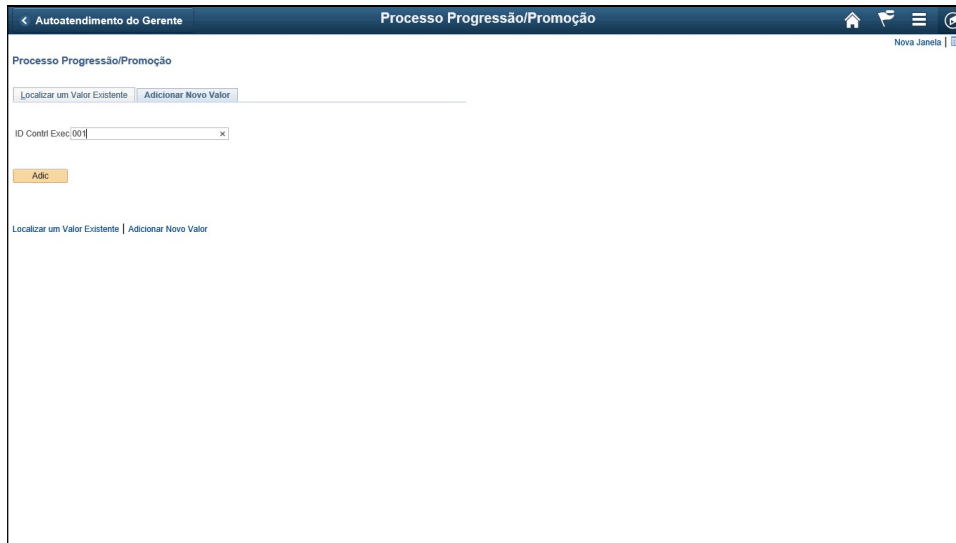 Autoatendimento do Gerente
Processo Progressão/Promoção
Nova Janela |
Processo Progressão/Promoção
Localizar um Valor Existente
Adicionar Novo Valor
ID Contrl Exec 001
Adic
Localizar um Valor Existente | Adicionar Novo Valor